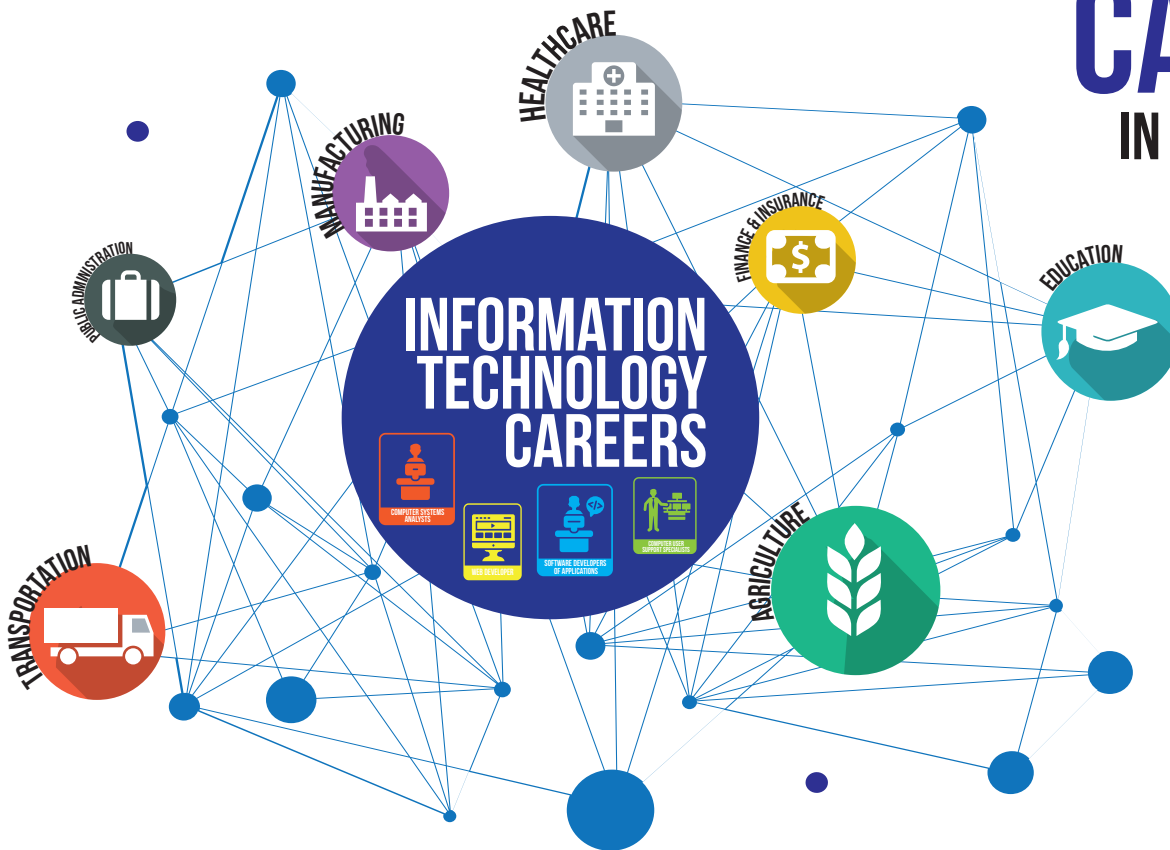 CA
IN
HEALTHCARE
MANUFACTURING
FINANCE & INSURANCE
PUBLIC ADMINISTRATION
EDUCATION
INFORMATION
TECHNOLOGY
CAREERS
COMPUTER SYSTEMS
ANALYSTS
WEB DEVELOPER
SOFTWARE DEVELOPERS
OF APPLICATIONS
COMPUTER USER
SUPPORT SPECIALISTS
AGRICULTURE
TRANSPORTATION